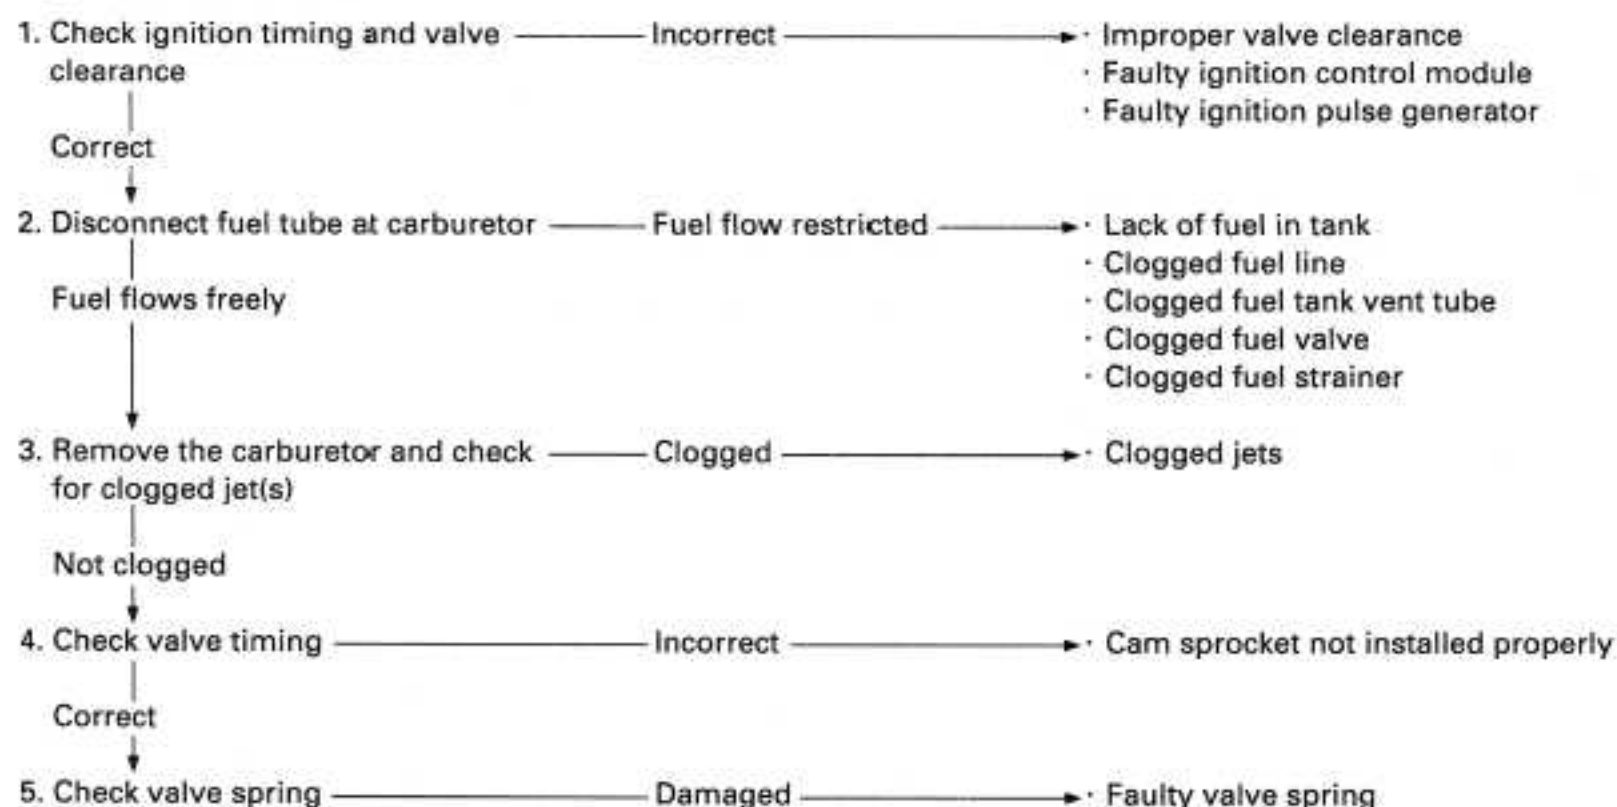 1. Check ignition timing and valve clearance
Incorrect
· Improper valve clearance
· Faulty ignition control module
· Faulty ignition pulse generator
Correct
2. Disconnect fuel tube at carburetor
Fuel flow restricted
· Lack of fuel in tank
· Clogged fuel line
· Clogged fuel tank vent tube
· Clogged fuel valve
· Clogged fuel strainer
Fuel flows freely
3. Remove the carburetor and check
for clogged jet(s)
Clogged
· Clogged jets
Not clogged
4. Check valve timing
Incorrect
· Cam sprocket not installed properly
Correct
5. Check valve spring
Damaged
· Faulty valve spring